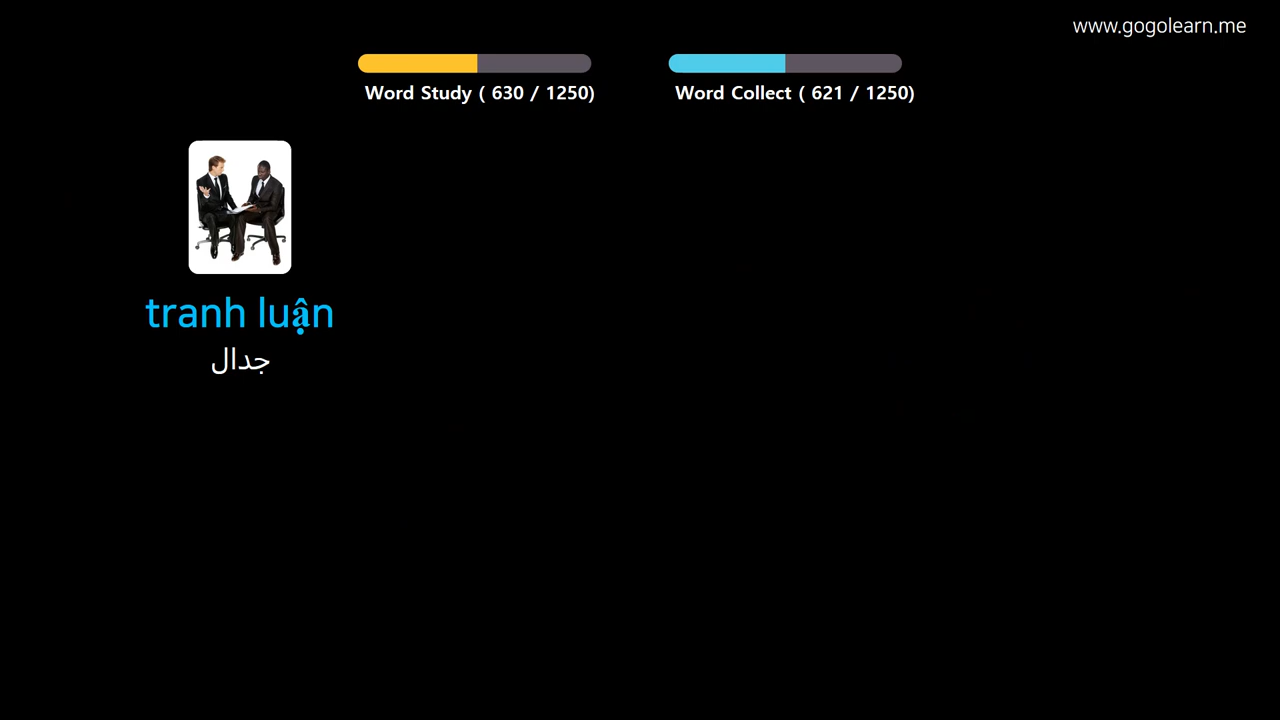 www.gogolearn.me
Word Study ( 630 / 1250)
Word Collect ( 621 / 1250)
tranh luận
جدال